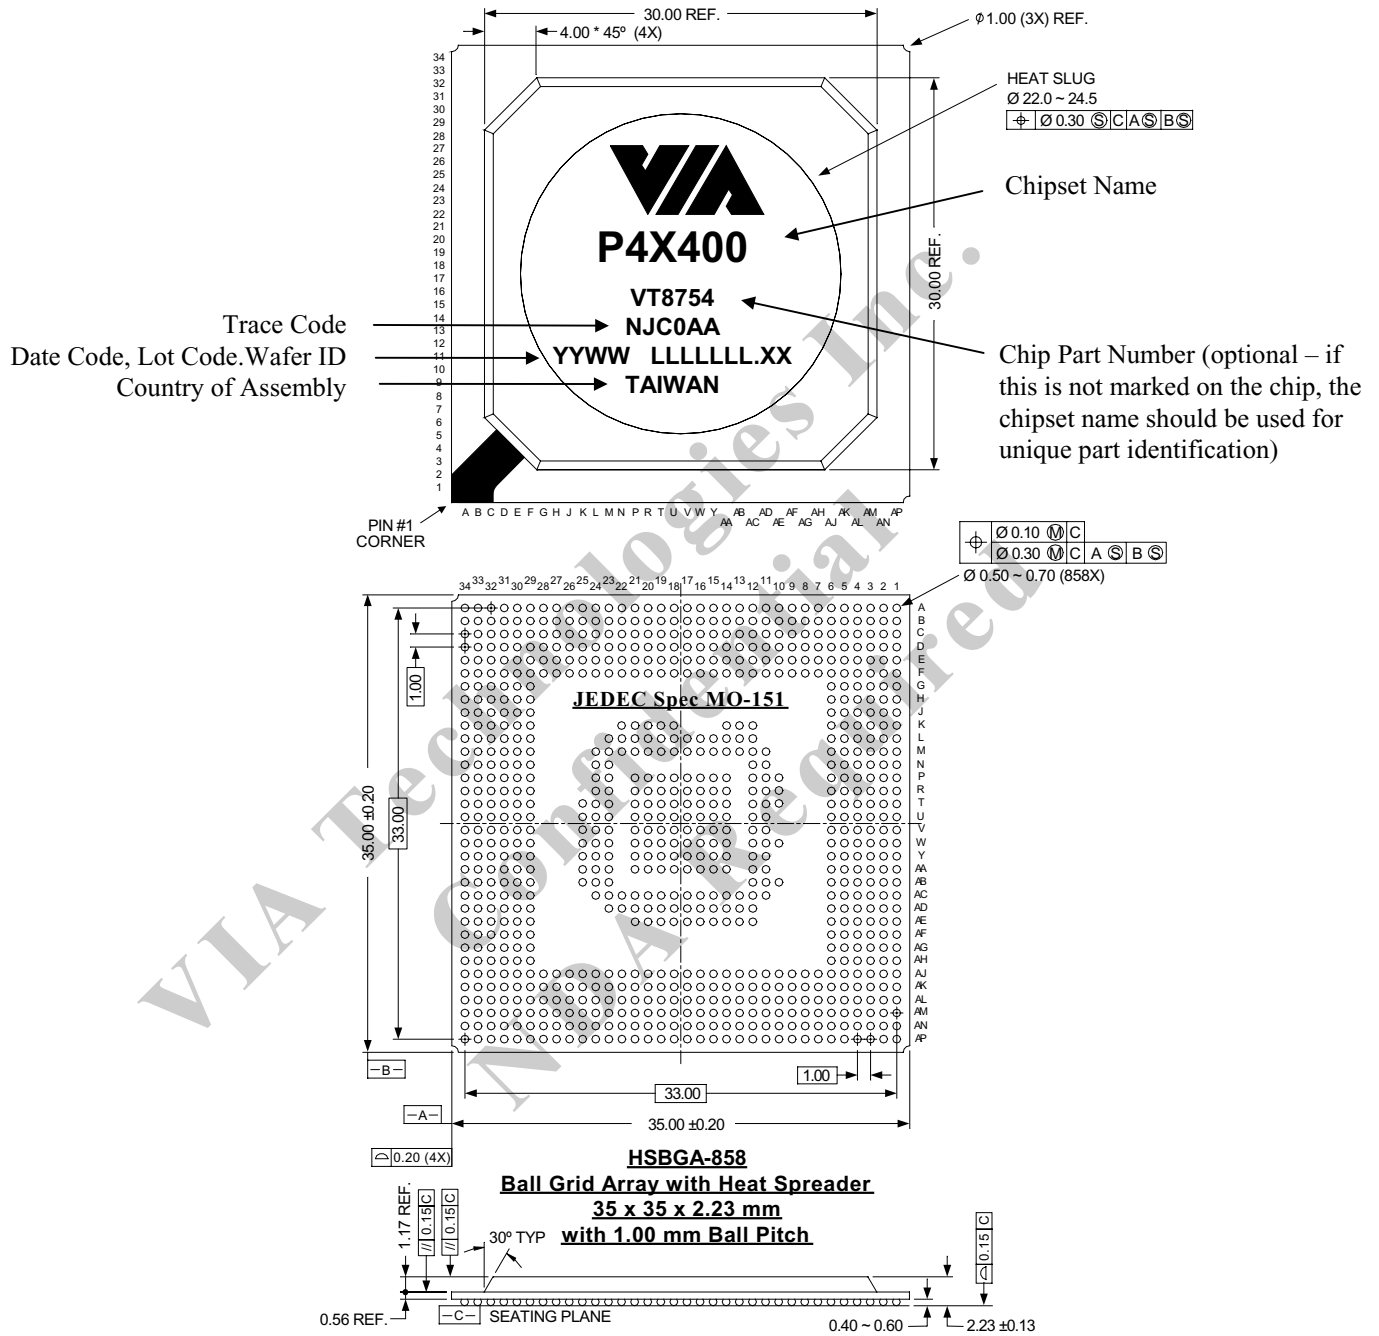 30.00 REF.
4.00 * 45º (4X)
ϕ1.00 (3X) REF.
HEAT SLUG
Ø 22.0 ~ 24.5
⌖ Ø 0.30 Ⓢ C A Ⓢ B Ⓢ
34
33
32
31
30
29
28
27
26
25
24
23
22
21
20
19
18
17
16
15
14
13
12
11
10
9
8
7
6
5
4
3
2
1
VIA
Chipset Name
P4X400
30.00 REF.
VT8754
Trace Code
NJC0AA
Date Code, Lot Code.Wafer ID
YYWW LLLLLLL.XX
Country of Assembly
TAIWAN
Chip Part Number (optional – if
this is not marked on the chip, the
chipset name should be used for
unique part identification)
PIN #1
CORNER
A B C D E F G H J K L M N P R T U V W Y AA AB AC AD AE AF AG AH AJ AK AL AM AN AP
⌖ Ø 0.10 Ⓜ C
Ø 0.30 Ⓜ C A Ⓢ B Ⓢ
Ø 0.50 ~ 0.70 (858X)
34 33 32 31 30 29 28 27 26 25 24 23 22 21 20 19 18 17 16 15 14 13 12 11 10 9 8 7 6 5 4 3 2 1
A
B
C
D
E
F
G
H
J
K
L
M
N
P
R
T
U
V
W
Y
AA
AB
AC
AD
AE
AF
AG
AH
AJ
AK
AL
AM
AN
AP
1.00
JEDEC Spec MO-151
35.00 ±0.20
33.00
VIA Technologies Inc.
Confidential
NDA Required
–B–
1.00
33.00
–A–
35.00 ±0.20
⌓ 0.20 (4X)
HSBGA-858
Ball Grid Array with Heat Spreader
35 x 35 x 2.23 mm
with 1.00 mm Ball Pitch
1.17 REF.
// 0.15 C
// 0.15 C
30º TYP
⌓ 0.15 C
0.56 REF.
–C– SEATING PLANE
0.40 ~ 0.60
2.23 ±0.13